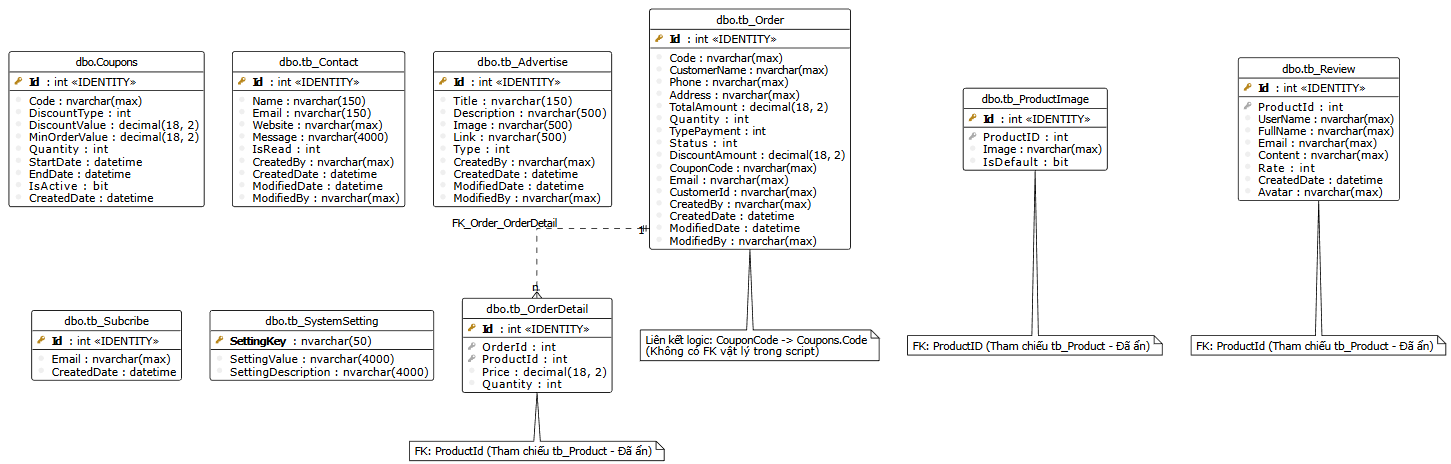 dbo.Coupons
Id : int «IDENTITY»
Code : nvarchar(max)
DiscountType : int
DiscountValue : decimal(18, 2)
MinOrderValue : decimal(18, 2)
Quantity : int
StartDate : datetime
EndDate : datetime
IsActive : bit
CreatedDate : datetime
dbo.tb_Contact
Id : int «IDENTITY»
Name : nvarchar(150)
Email : nvarchar(150)
Website : nvarchar(max)
Message : nvarchar(4000)
IsRead : int
CreatedBy : nvarchar(max)
CreatedDate : datetime
ModifiedDate : datetime
ModifiedBy : nvarchar(max)
dbo.tb_Advertise
Id : int «IDENTITY»
Title : nvarchar(150)
Description : nvarchar(500)
Image : nvarchar(500)
Link : nvarchar(500)
Type : int
CreatedBy : nvarchar(max)
CreatedDate : datetime
ModifiedDate : datetime
ModifiedBy : nvarchar(max)
dbo.tb_Order
Id : int «IDENTITY»
Code : nvarchar(max)
CustomerName : nvarchar(max)
Phone : nvarchar(max)
Address : nvarchar(max)
TotalAmount : decimal(18, 2)
Quantity : int
TypePayment : int
Status : int
DiscountAmount : decimal(18, 2)
CouponCode : nvarchar(max)
Email : nvarchar(max)
CustomerId : nvarchar(max)
CreatedBy : nvarchar(max)
CreatedDate : datetime
ModifiedDate : datetime
ModifiedBy : nvarchar(max)
dbo.tb_ProductImage
Id : int «IDENTITY»
ProductID : int
Image : nvarchar(max)
IsDefault : bit
dbo.tb_Review
Id : int «IDENTITY»
ProductId : int
UserName : nvarchar(max)
FullName : nvarchar(max)
Email : nvarchar(max)
Content : nvarchar(max)
Rate : int
CreatedDate : datetime
Avatar : nvarchar(max)
FK_Order_OrderDetail
1
n
dbo.tb_Subcribe
Id : int «IDENTITY»
Email : nvarchar(max)
CreatedDate : datetime
dbo.tb_SystemSetting
SettingKey : nvarchar(50)
SettingValue : nvarchar(4000)
SettingDescription : nvarchar(4000)
dbo.tb_OrderDetail
Id : int «IDENTITY»
OrderId : int
ProductId : int
Price : decimal(18, 2)
Quantity : int
Liên kết logic: CouponCode -> Coupons.Code
(Không có FK vật lý trong script)
FK: ProductID (Tham chiếu tb_Product - Đã ẩn)
FK: ProductId (Tham chiếu tb_Product - Đã ẩn)
FK: ProductId (Tham chiếu tb_Product - Đã ẩn)